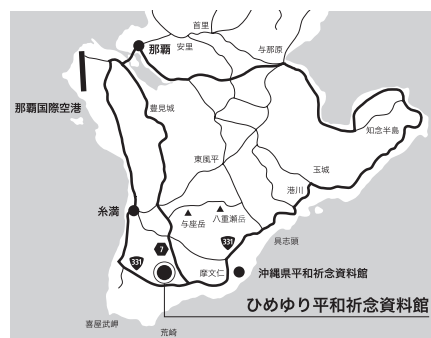 首里
那覇
安里
与那原
那覇国際空港
豊見城
知念半島
東風平
玉城
港川
糸満
与座岳
八重瀬岳
331
具志頭
7
331
摩文仁
沖縄県平和祈念資料館
ひめゆり平和祈念資料館
喜屋武岬
荒崎